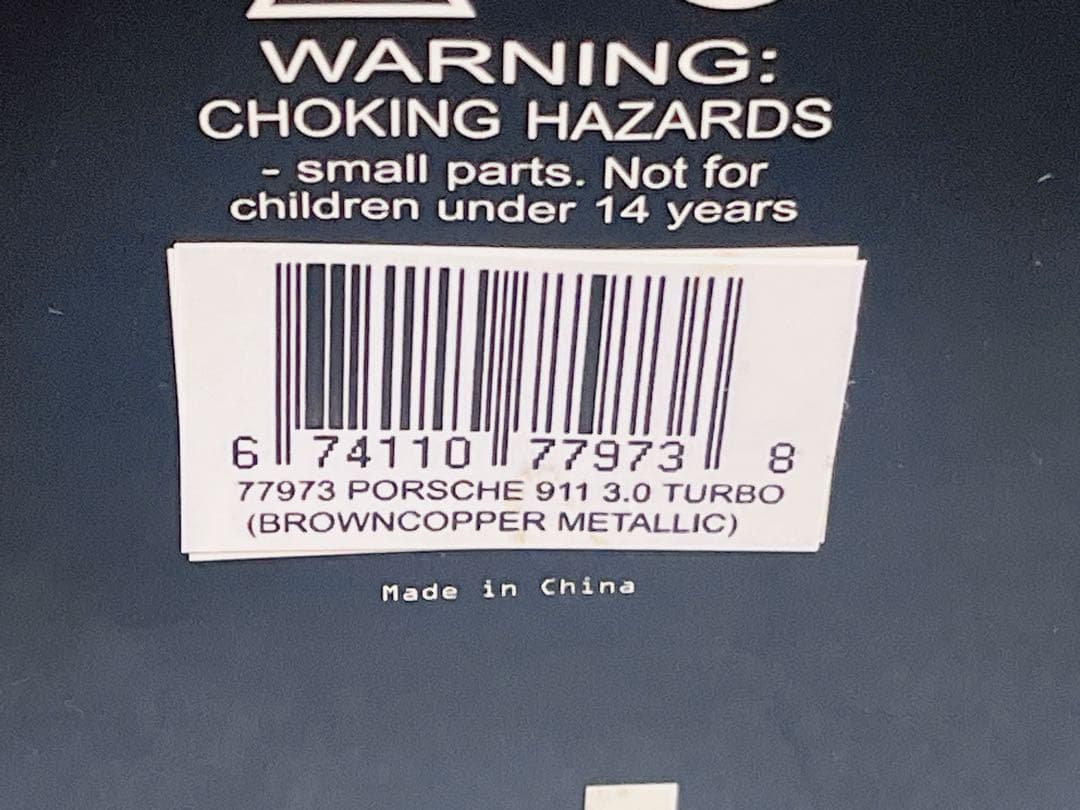 WARNING:
CHOKING HAZARDS
- small parts. Not for
children under 14 years
6 74110 77973 8
77973 PORSCHE 911 3.0 TURBO
(BROWNCOPPER METALLIC)
Made in China